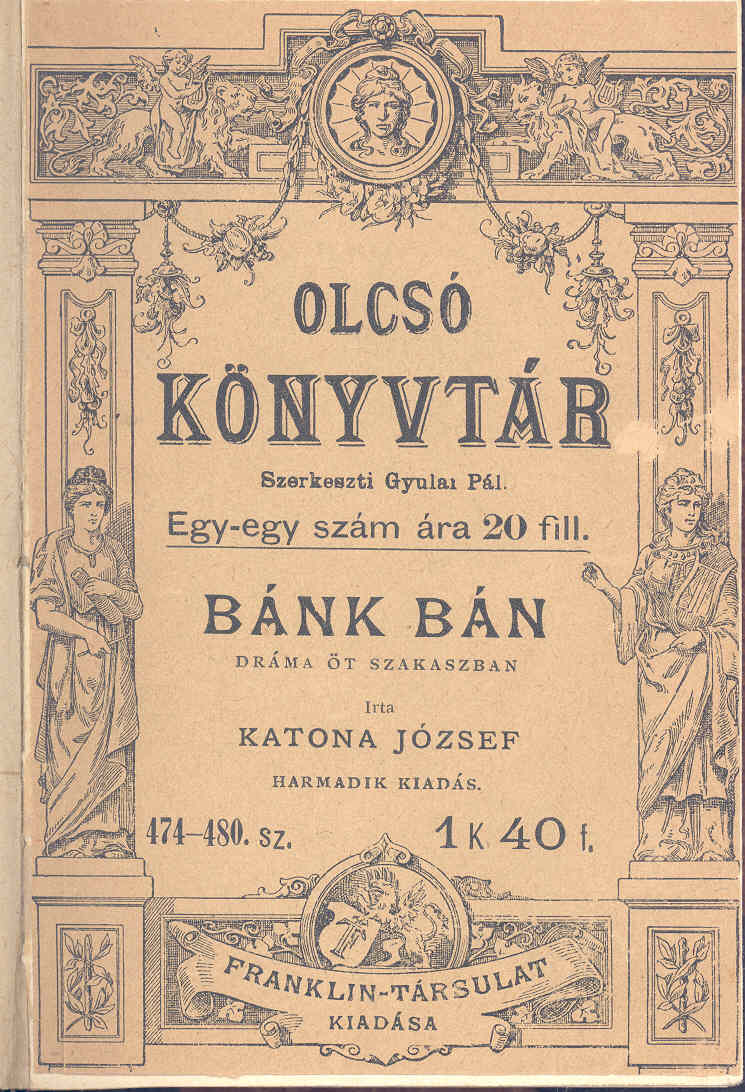 OLCSÓ
KÖNYVTÁR
Szerkeszti Gyulai Pál.
Egy-egy szám ára 20 fill.
BÁNK BÁN
DRÁMA ÖT SZAKASZBAN
Irta
KATONA JÓZSEF
HARMADIK KIADÁS.
474–480. sz. 1 K 40 f.
FRANKLIN-TÁRSULAT
KIADÁSA